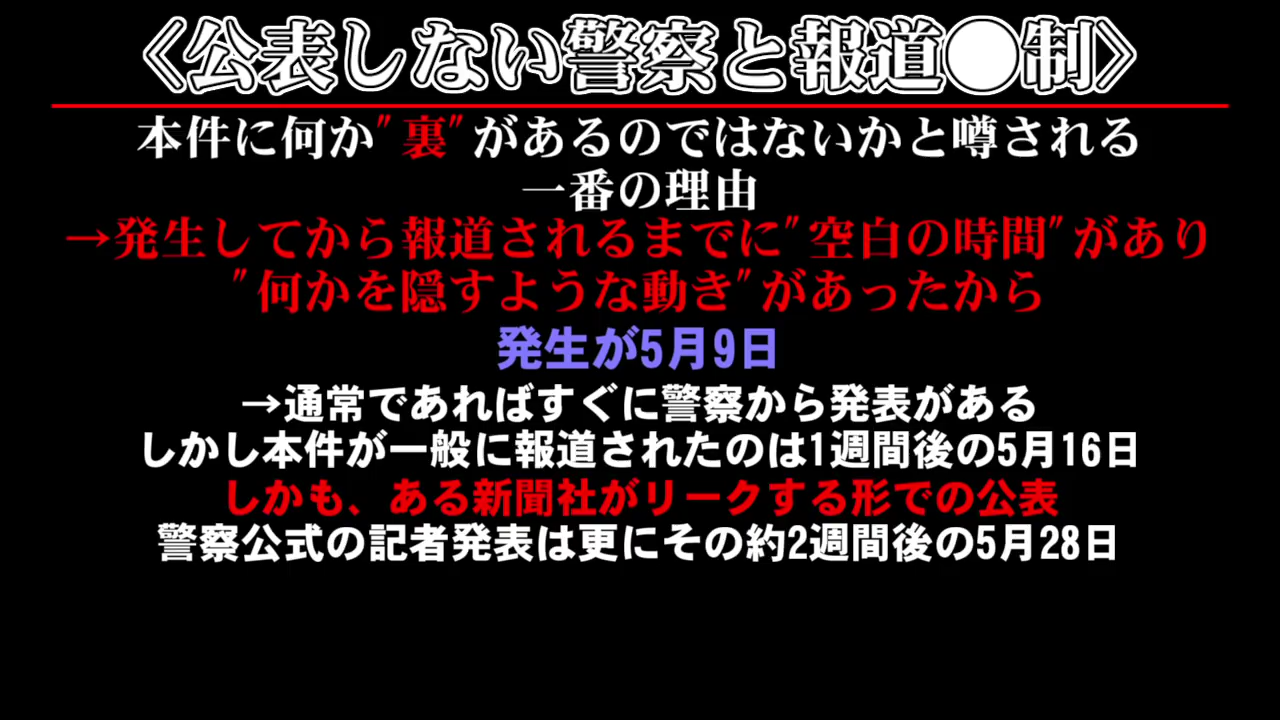 〈公表しない警察と報道●制〉
本件に何か"裏"があるのではないかと噂される
一番の理由
→発生してから報道されるまでに"空白の時間"があり
"何かを隠すような動き"があったから
発生が5月9日
→通常であればすぐに警察から発表がある
しかし本件が一般に報道されたのは1週間後の5月16日
しかも、ある新聞社がリークする形での公表
警察公式の記者発表は更にその約2週間後の5月28日